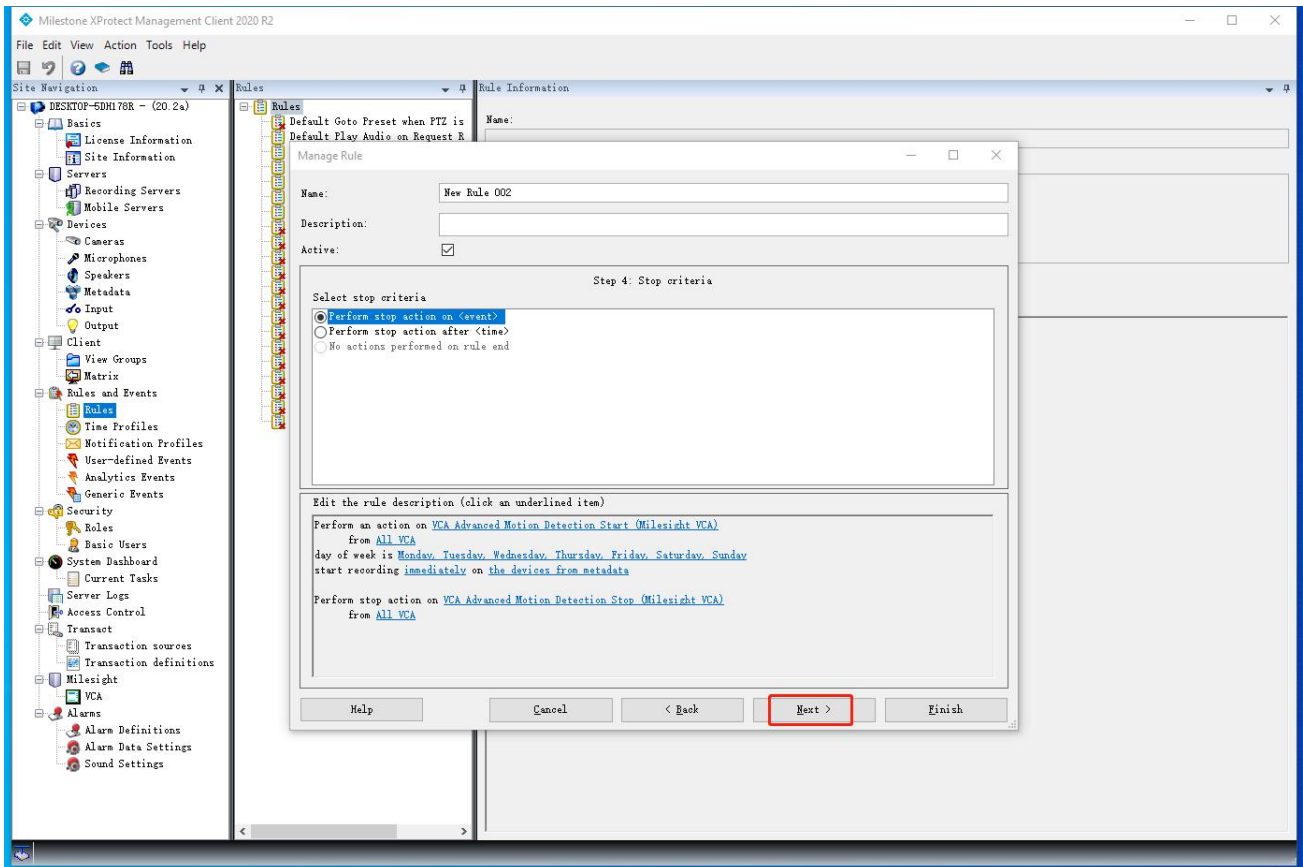 Milestone XProtect Management Client 2020 R2
File Edit View Action Tools Help
Site Navigation
DESKTOP-5DH178R - (20.2a)
Basics
License Information
Site Information
Servers
Recording Servers
Mobile Servers
Devices
Cameras
Microphones
Speakers
Metadata
Input
Output
Client
View Groups
Matrix
Rules and Events
Rules
Time Profiles
Notification Profiles
User-defined Events
Analytics Events
Generic Events
Security
Roles
Basic Users
System Dashboard
Current Tasks
Server Logs
Access Control
Transact
Transaction sources
Transaction definitions
Milesight
VCA
Alarms
Alarm Definitions
Alarm Data Settings
Sound Settings
Rules
Rules
Default Goto Preset when PTZ is
Default Play Audio on Request R
Rule Information
Name:
Manage Rule
Name: New Rule 002
Description:
Active:
Step 4: Stop criteria
Select stop criteria
Perform stop action on <event>
Perform stop action after <time>
No actions performed on rule end
Edit the rule description (click an underlined item)
Perform an action on VCA Advanced Motion Detection Start (Milesight VCA)
from All VCA
day of week is Monday, Tuesday, Wednesday, Thursday, Friday, Saturday, Sunday
start recording immediately on the devices from metadata
Perform stop action on VCA Advanced Motion Detection Stop (Milesight VCA)
from All VCA
Help Cancel < Back Next > Finish